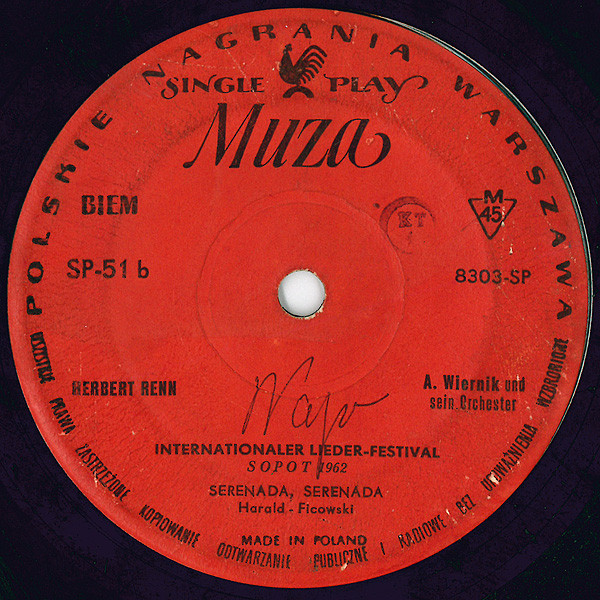 POLSKIE NAGRANIA WARSZAWA
SINGLE PLAY
Muza
BIEM
KT
M
45
SP-51 b
8303-SP
HERBERT RENN
A. Wiernik und
sein Orchester
INTERNATIONALER LIEDER-FESTIVAL
SOPOT 1962
SERENADA, SERENADA
Harald - Ficowski
MADE IN POLAND
WSZYSTKIE PRAWA ZASTRZEŻONE KOPIOWANIE ODTWARZANIE PUBLICZNE I RADIOWE BEZ UPOWAŻNIENIA WZBRONIONE